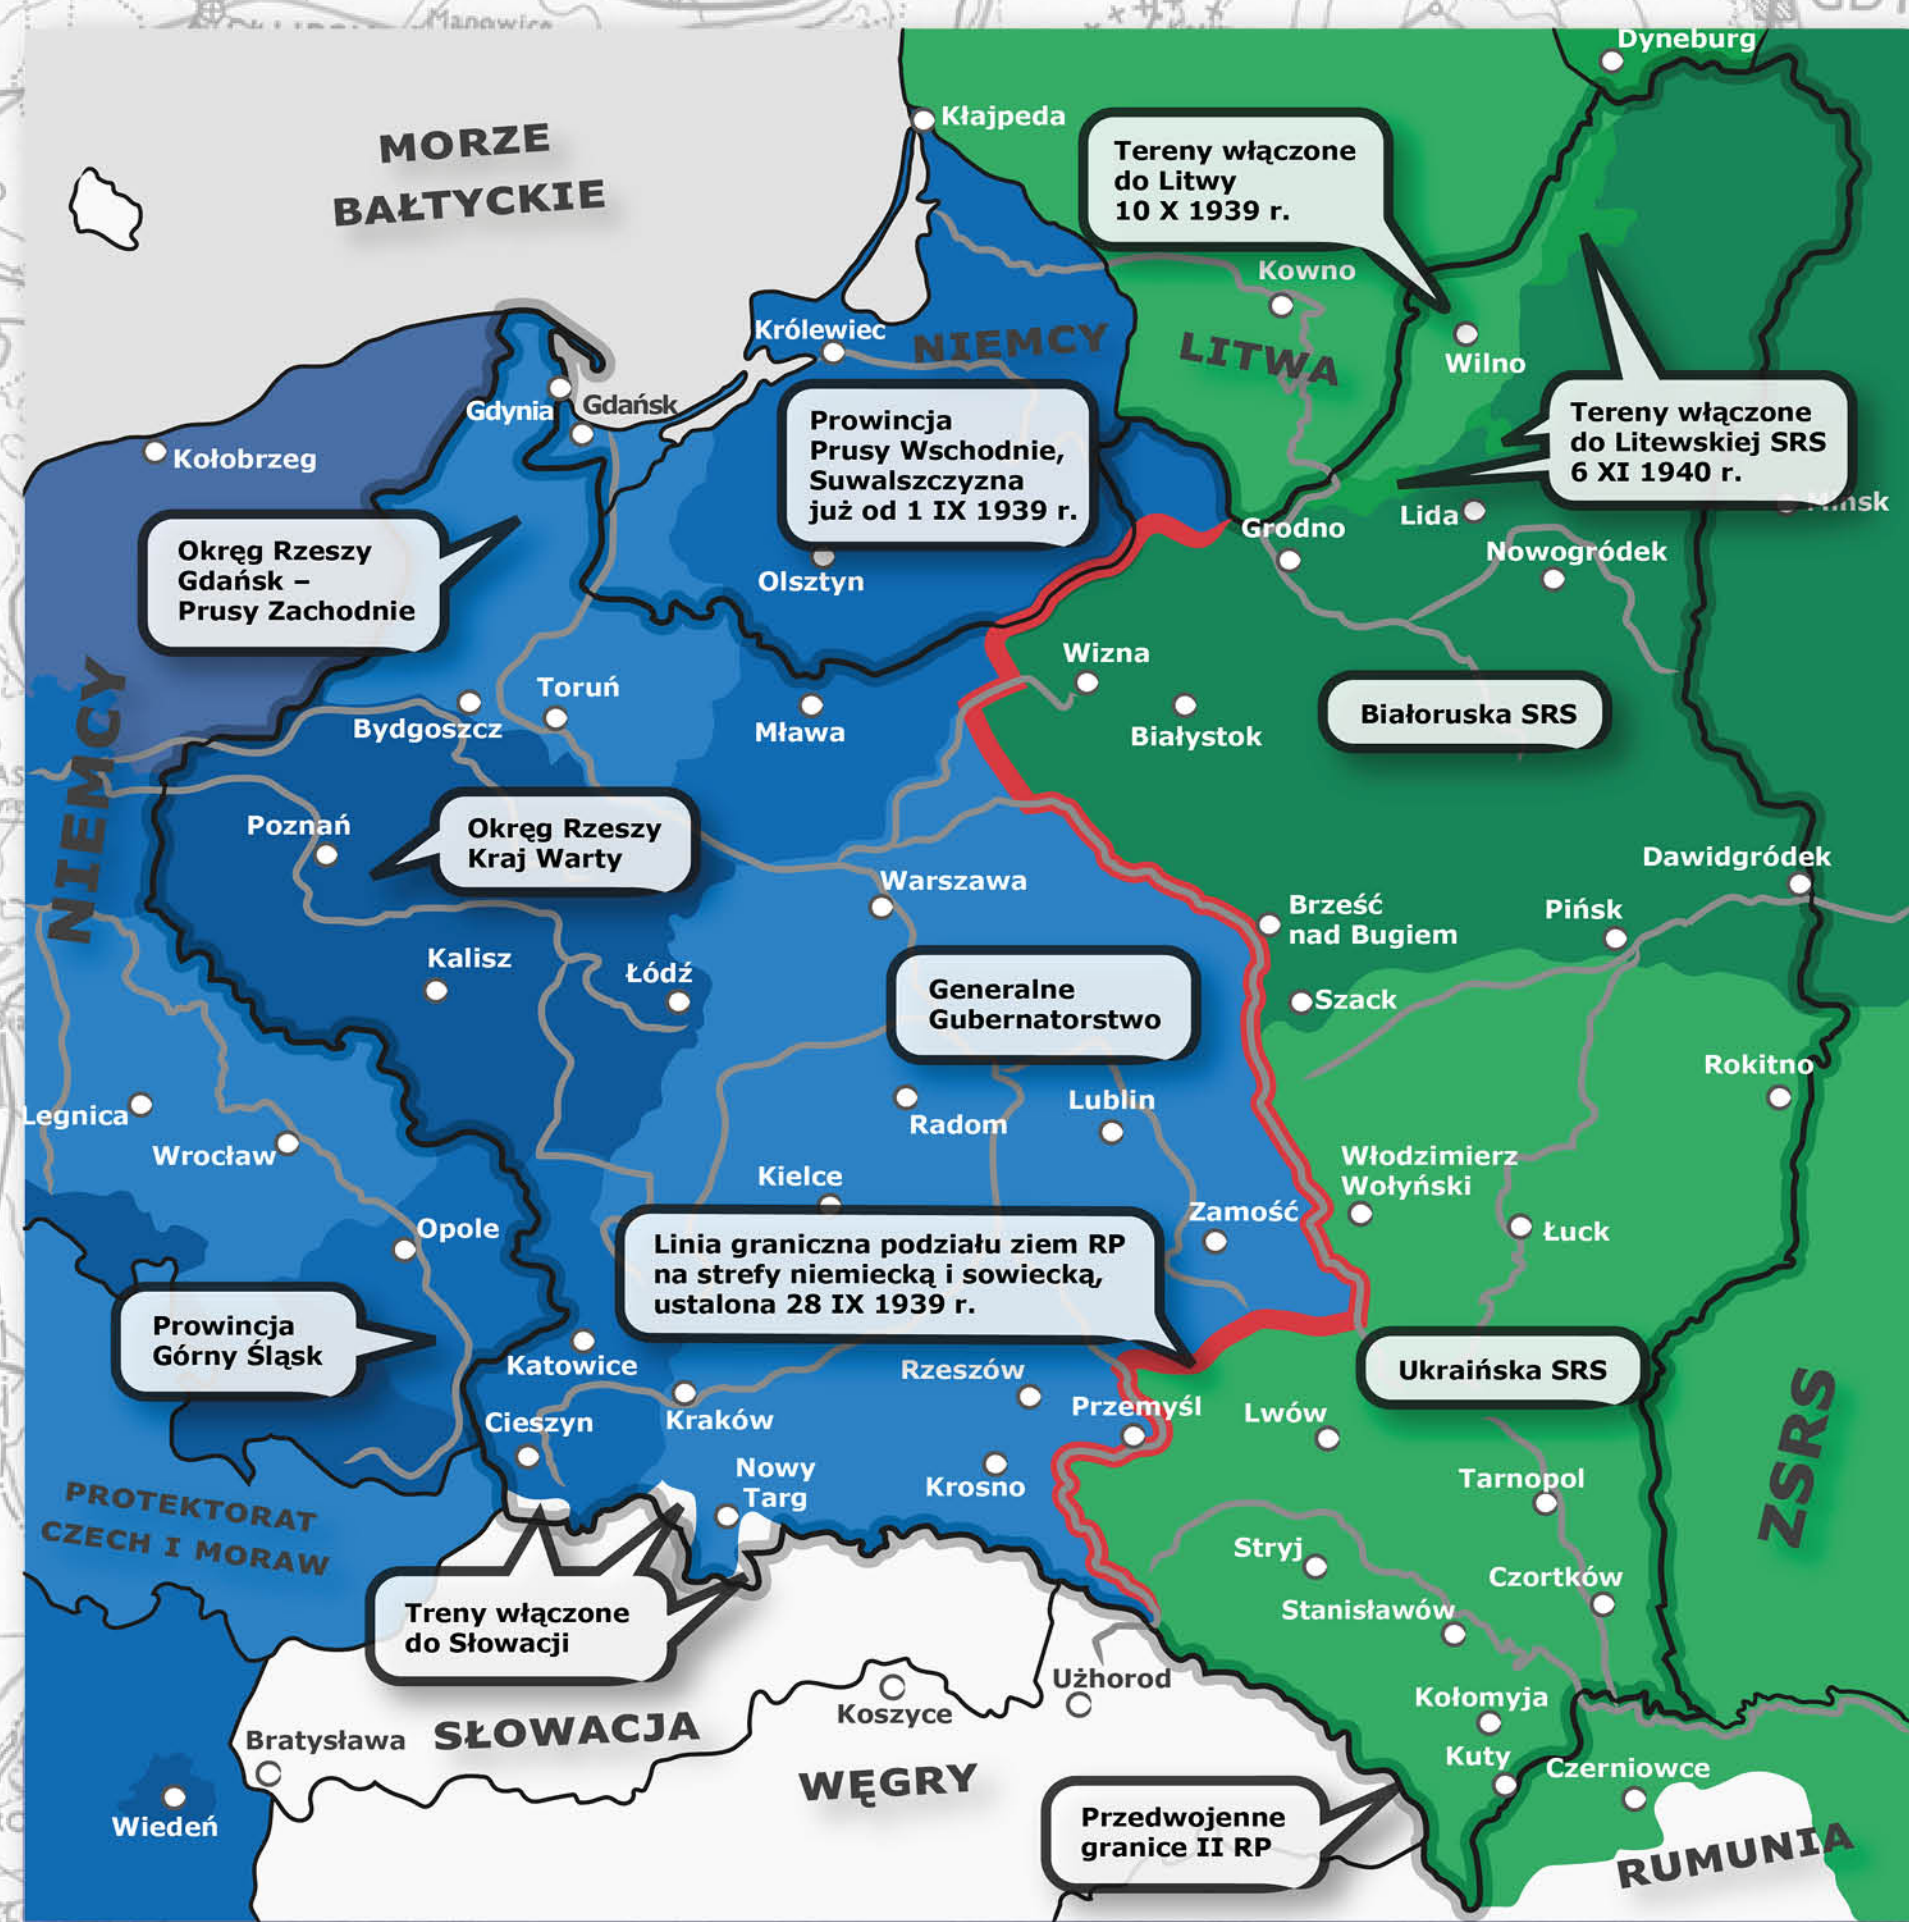 Manowice
GDY
Dyneburg
Kłajpeda
MORZE
BAŁTYCKIE
Tereny włączone
do Litwy
10 X 1939 r.
Kowno
LITWA
Wilno
Królewiec
NIEMCY
Gdynia
Gdańsk
Kołobrzeg
Prowincja
Prusy Wschodnie,
Suwalszczyzna
już od 1 IX 1939 r.
Tereny włączone
do Litewskiej SRS
6 XI 1940 r.
Mińsk
Lida
Grodno
Nowogródek
Okręg Rzeszy
Gdańsk –
Prusy Zachodnie
Olsztyn
Wizna
Białystok
Białoruska SRS
NIEMCY
Toruń
Bydgoszcz
Mława
Poznań
Okręg Rzeszy
Kraj Warty
Warszawa
Dawidgródek
Brześć
nad Bugiem
Pińsk
Kalisz
Łódź
Generalne
Gubernatorstwo
Szack
Rokitno
Legnica
Wrocław
Radom
Lublin
Kielce
Włodzimierz
Wołyński
Zamość
Łuck
Opole
Linia graniczna podziału ziem RP
na strefy niemiecką i sowiecką,
ustalona 28 IX 1939 r.
Prowincja
Górny Śląsk
Katowice
Rzeszów
Ukraińska SRS
ZSRS
Cieszyn
Kraków
Przemyśl
Lwów
Nowy
Targ
Krosno
Tarnopol
PROTEKTORAT
CZECH I MORAW
Stryj
Czortków
Stanisławów
Treny włączone
do Słowacji
Użhorod
Koszyce
Kołomyja
Bratysława
SŁOWACJA
Kuty
Czerniowce
WĘGRY
Wiedeń
Przedwojenne
granice II RP
RUMUNIA